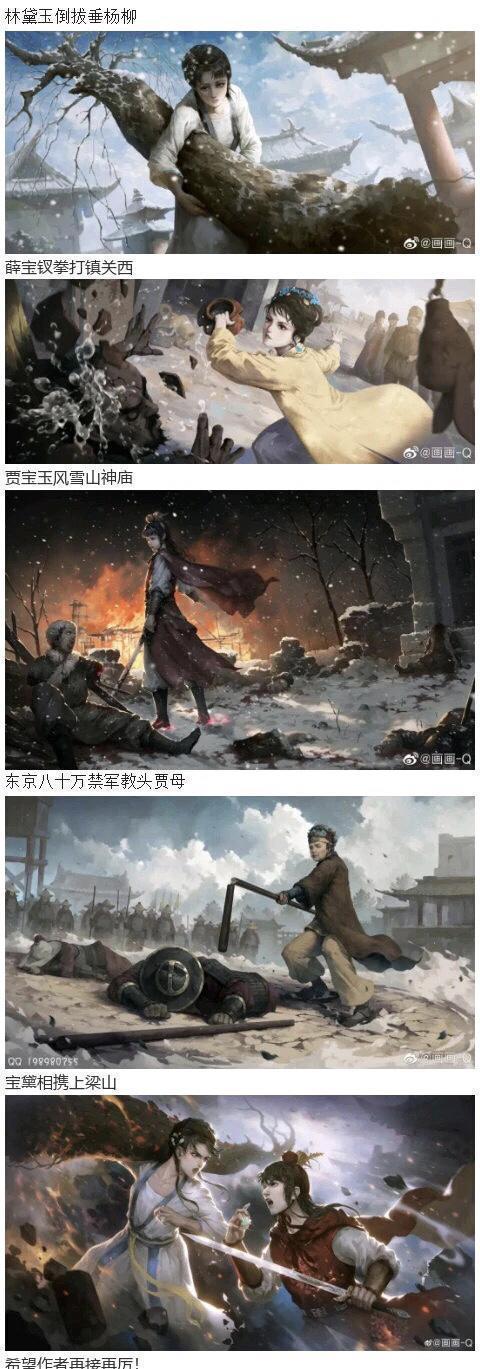 林黛玉倒拔垂杨柳
@画画-Q
薛宝钗拳打镇关西
@画画-Q
贾宝玉风雪山神庙
@画画-Q
东京八十万禁军教头贾母
QQ 198980755
@画画-Q
宝黛相携上梁山
@画画-Q
希望作者再接再厉!